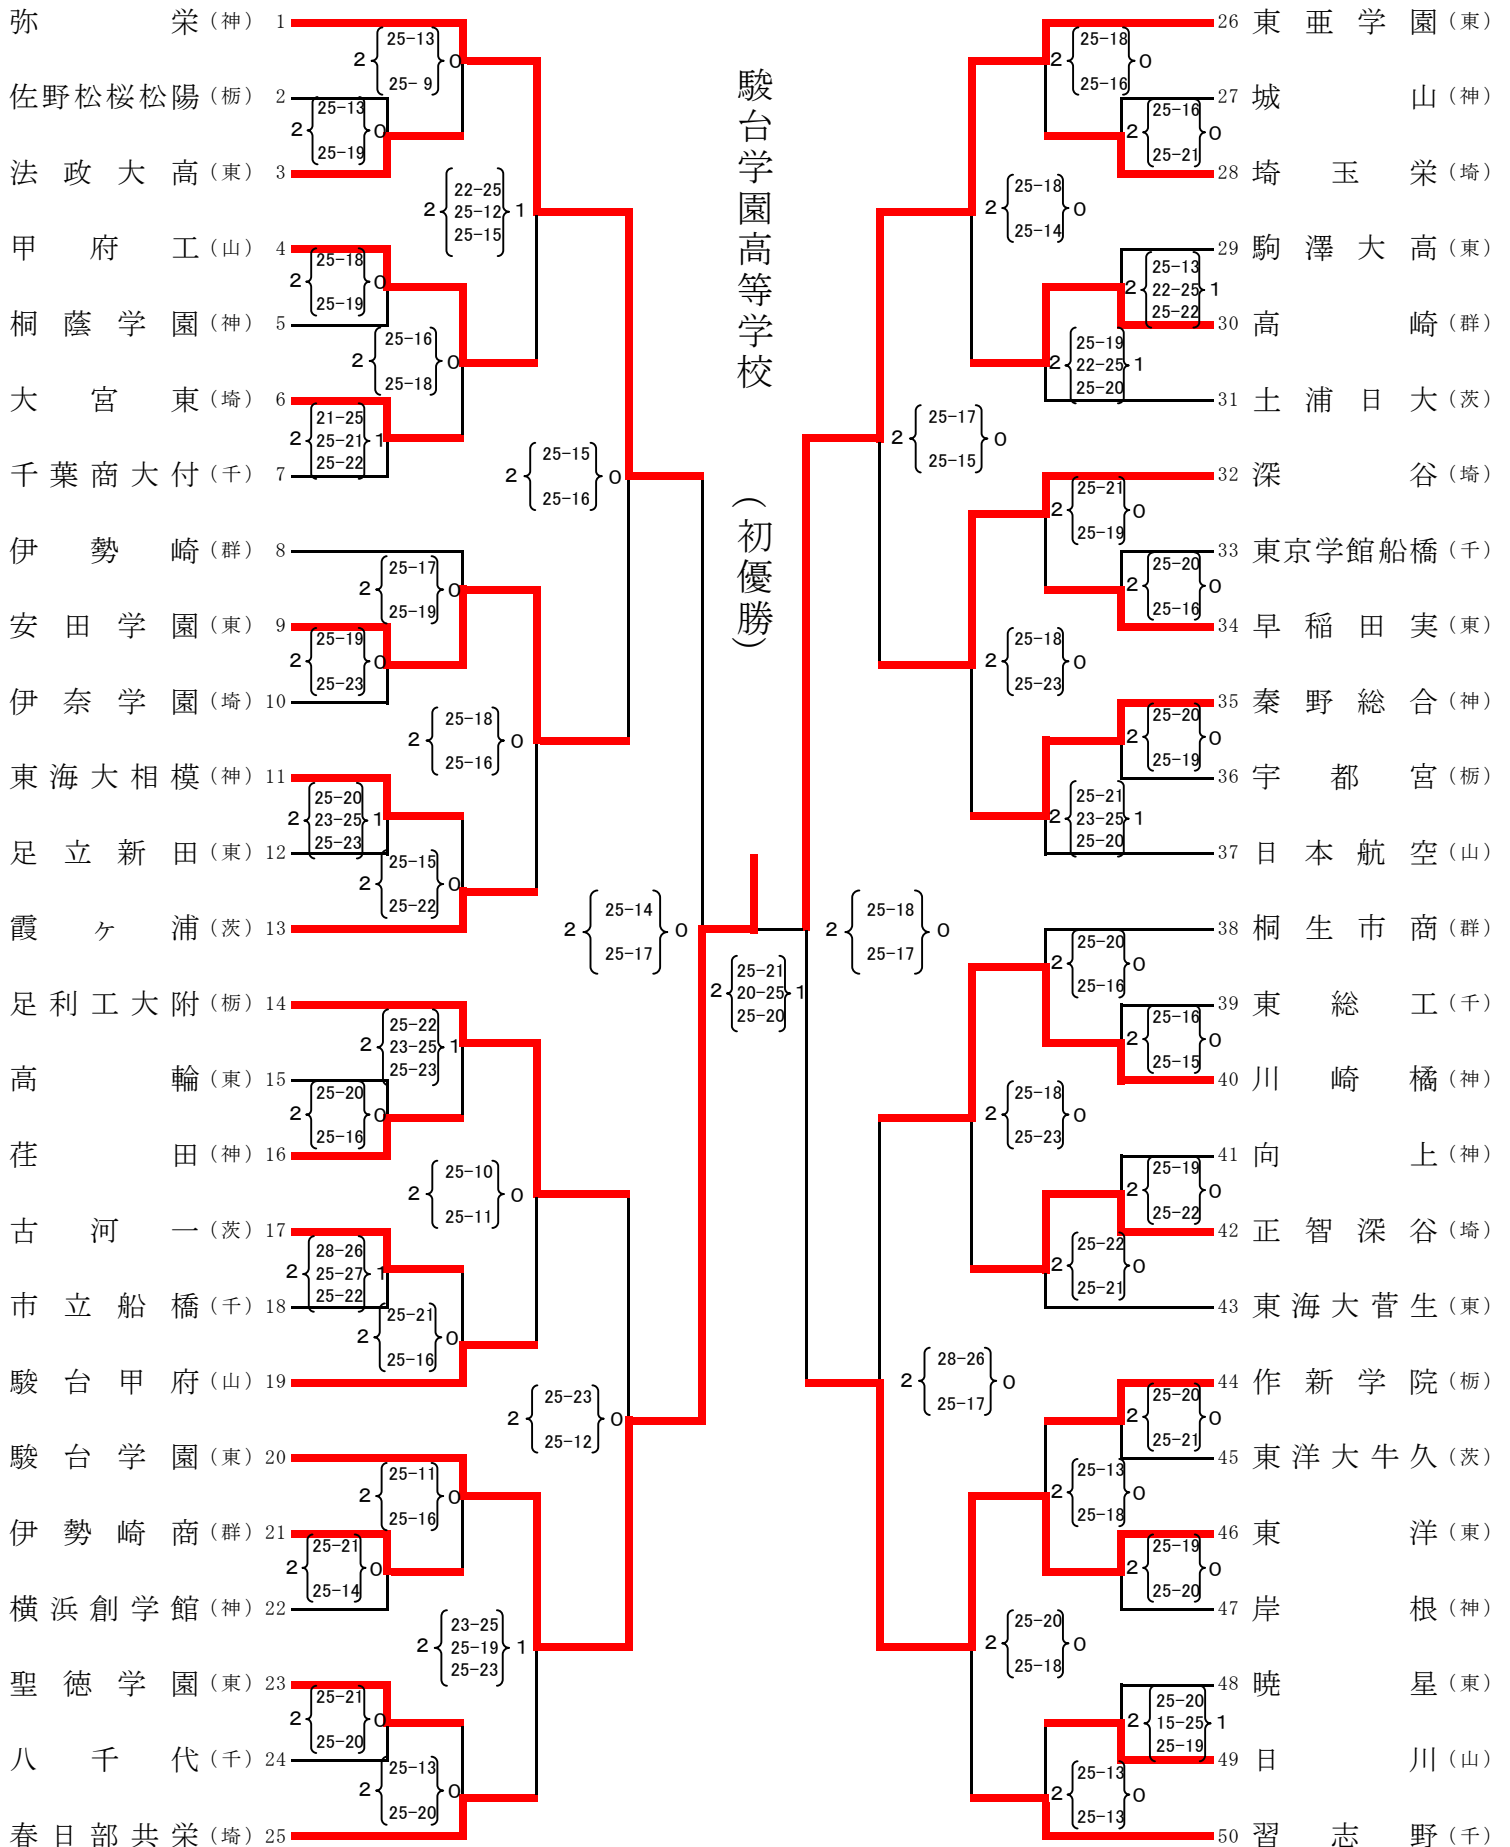 弥栄（神） 1
佐野松桜松陽（栃） 2
法政大高（東） 3
甲府工（山） 4
桐蔭学園（神） 5
大宮東（埼） 6
千葉商大付（千） 7
伊勢崎（群） 8
安田学園（東） 9
伊奈学園（埼） 10
東海大相模（神） 11
足立新田（東） 12
霞ヶ浦（茨） 13
足利工大附（栃） 14
高輪（東） 15
荏田（神） 16
古河一（茨） 17
市立船橋（千） 18
駿台甲府（山） 19
駿台学園（東） 20
伊勢崎商（群） 21
横浜創学館（神） 22
聖徳学園（東） 23
八千代（千） 24
春日部共栄（埼） 25
2 25-13 0
25- 9
2 25-13 0
25-19
2 22-25 1
25-12
25-15
2 25-18 0
25-19
2 25-16 0
25-18
2 21-25 1
25-21
25-22
2 25-15 0
25-16
2 25-17 0
25-19
2 25-19 0
25-23
2 25-18 0
25-16
2 25-20 1
23-25
25-23
2 25-15 0
25-22
2 25-14 0
25-17
2 25-22 1
23-25
25-23
2 25-20 0
25-16
2 25-10 0
25-11
2 28-26 1
25-27
25-22
2 25-21 0
25-16
2 25-23 0
25-12
2 25-11 0
25-16
2 25-21 0
25-14
2 23-25 1
25-19
25-23
2 25-21 0
25-20
2 25-13 0
25-20
駿台学園高等学校
（初優勝）
2 25-21 1
20-25
25-20
2 25-18 0
25-16
2 25-16 0
25-21
2 25-18 0
25-14
2 25-13 1
22-25
25-22
2 25-19 1
22-25
25-20
2 25-17 0
25-15
2 25-21 0
25-19
2 25-20 0
25-16
2 25-18 0
25-23
2 25-20 0
25-19
2 25-21 1
23-25
25-20
2 25-18 0
25-17
2 25-20 0
25-16
2 25-16 0
25-15
2 25-18 0
25-23
2 25-19 0
25-22
2 25-22 0
25-21
2 28-26 0
25-17
2 25-20 0
25-21
2 25-13 0
25-18
2 25-19 0
25-20
2 25-20 0
25-18
2 25-20 1
15-25
25-19
2 25-13 0
25-13
26 東亜学園（東）
27 城山（神）
28 埼玉栄（埼）
29 駒澤大高（東）
30 高崎（群）
31 土浦日大（茨）
32 深谷（埼）
33 東京学館船橋（千）
34 早稲田実（東）
35 秦野総合（神）
36 宇都宮（栃）
37 日本航空（山）
38 桐生市商（群）
39 東総工（千）
40 川崎橘（神）
41 向上（神）
42 正智深谷（埼）
43 東海大菅生（東）
44 作新学院（栃）
45 東洋大牛久（茨）
46 東洋（東）
47 岸根（神）
48 暁星（東）
49 日川（山）
50 習志野（千）